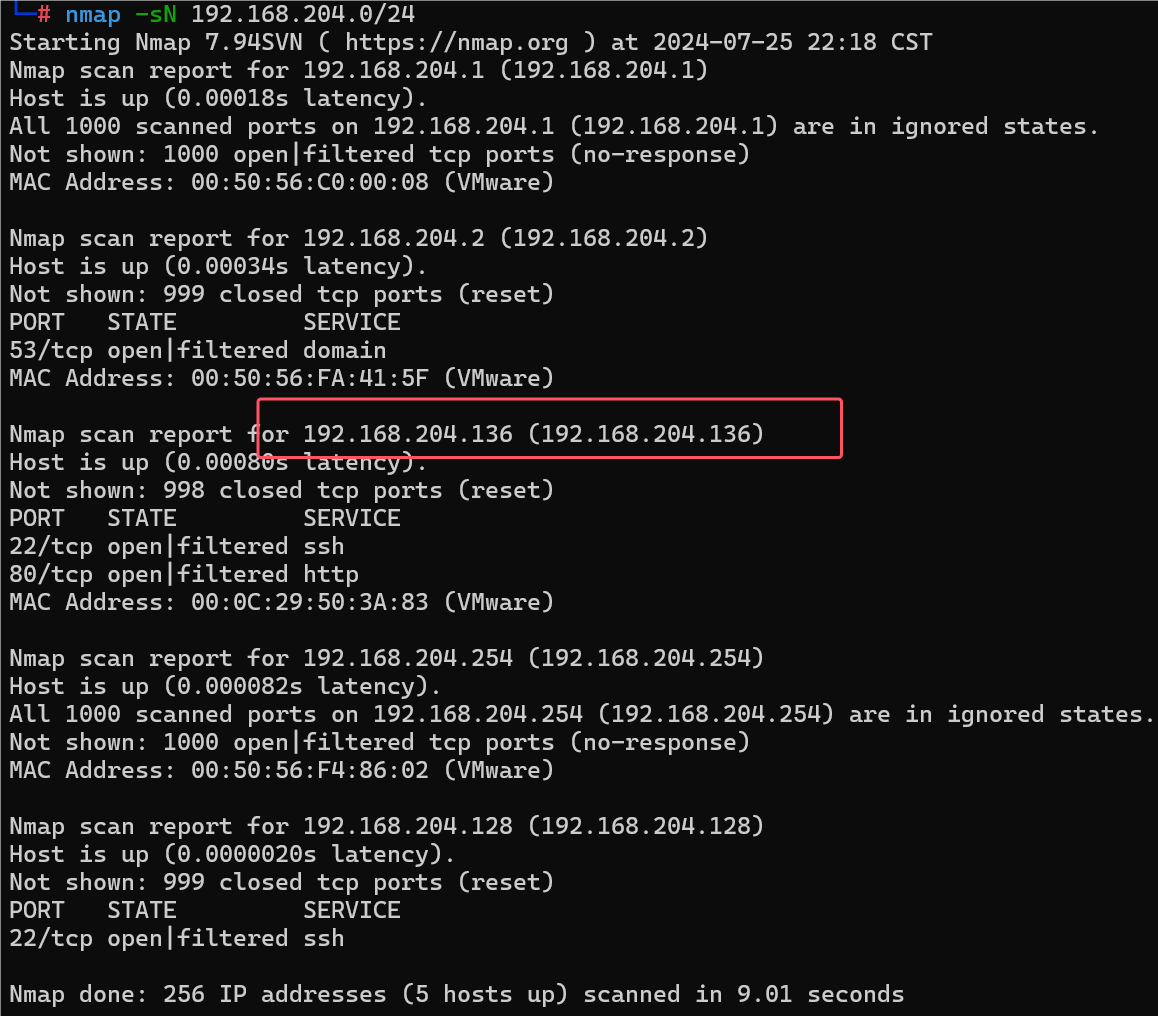 └─# nmap -sN 192.168.204.0/24
Starting Nmap 7.94SVN ( https://nmap.org ) at 2024-07-25 22:18 CST
Nmap scan report for 192.168.204.1 (192.168.204.1)
Host is up (0.00018s latency).
All 1000 scanned ports on 192.168.204.1 (192.168.204.1) are in ignored states.
Not shown: 1000 open|filtered tcp ports (no-response)
MAC Address: 00:50:56:C0:00:08 (VMware)

Nmap scan report for 192.168.204.2 (192.168.204.2)
Host is up (0.00034s latency).
Not shown: 999 closed tcp ports (reset)
PORT   STATE         SERVICE
53/tcp open|filtered domain
MAC Address: 00:50:56:FA:41:5F (VMware)

Nmap scan report for 192.168.204.136 (192.168.204.136)
Host is up (0.00080s latency).
Not shown: 998 closed tcp ports (reset)
PORT   STATE         SERVICE
22/tcp open|filtered ssh
80/tcp open|filtered http
MAC Address: 00:0C:29:50:3A:83 (VMware)

Nmap scan report for 192.168.204.254 (192.168.204.254)
Host is up (0.000082s latency).
All 1000 scanned ports on 192.168.204.254 (192.168.204.254) are in ignored states.
Not shown: 1000 open|filtered tcp ports (no-response)
MAC Address: 00:50:56:F4:86:02 (VMware)

Nmap scan report for 192.168.204.128 (192.168.204.128)
Host is up (0.0000020s latency).
Not shown: 999 closed tcp ports (reset)
PORT   STATE         SERVICE
22/tcp open|filtered ssh

Nmap done: 256 IP addresses (5 hosts up) scanned in 9.01 seconds